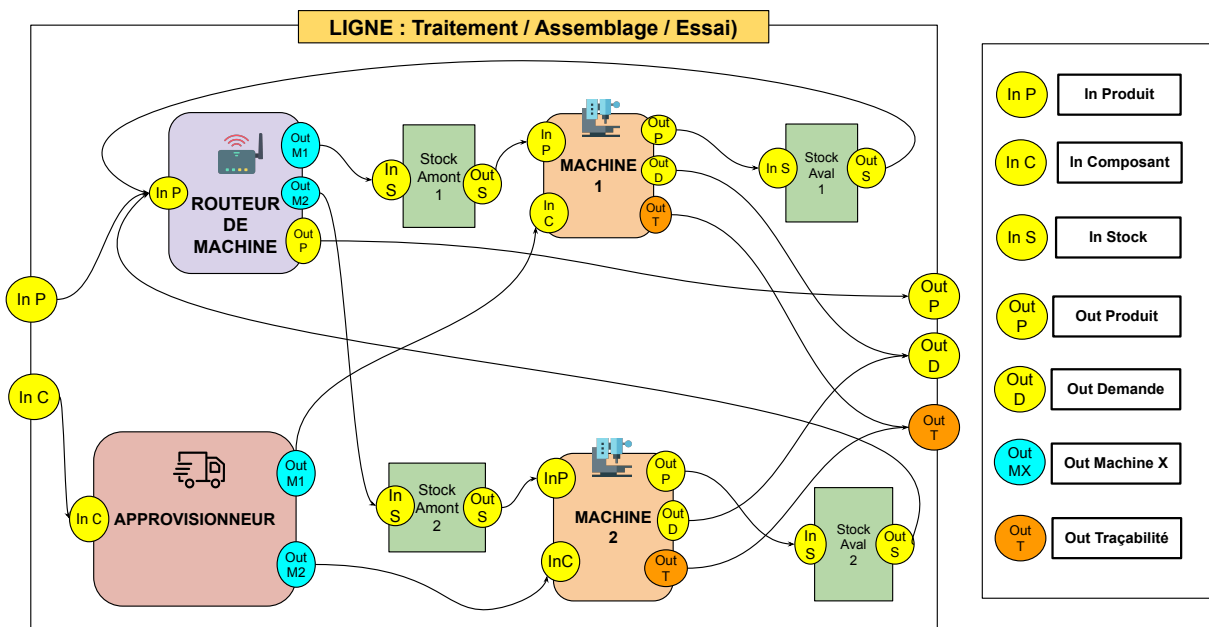 LIGNE : Traitement / Assemblage / Essai)
In P
In C
In P
ROUTEUR
DE
MACHINE
Out
M1
Out
M2
Out
P
In
S
Stock
Amont
1
Out
S
In
P
In
C
MACHINE
1
Out
P
Out
D
Out
T
In S
Stock
Aval
1
Out
S
Out
P
Out
D
Out
T
In C
APPROVISIONNEUR
Out
M1
Out
M2
In
S
Stock
Amont
2
Out
S
InP
InC
MACHINE
2
Out
P
Out
D
Out
T
In
S
Stock
Aval
2
Out
S
In P
In Produit
In C
In Composant
In S
In Stock
Out
P
Out Produit
Out
D
Out Demande
Out
MX
Out Machine X
Out
T
Out Traçabilité